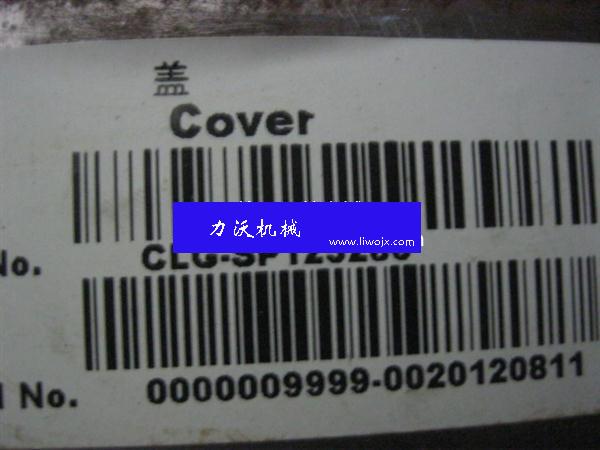 盖
Cover
力沃机械
www.liwojx.com
No.
No. 0000009999-0020120811